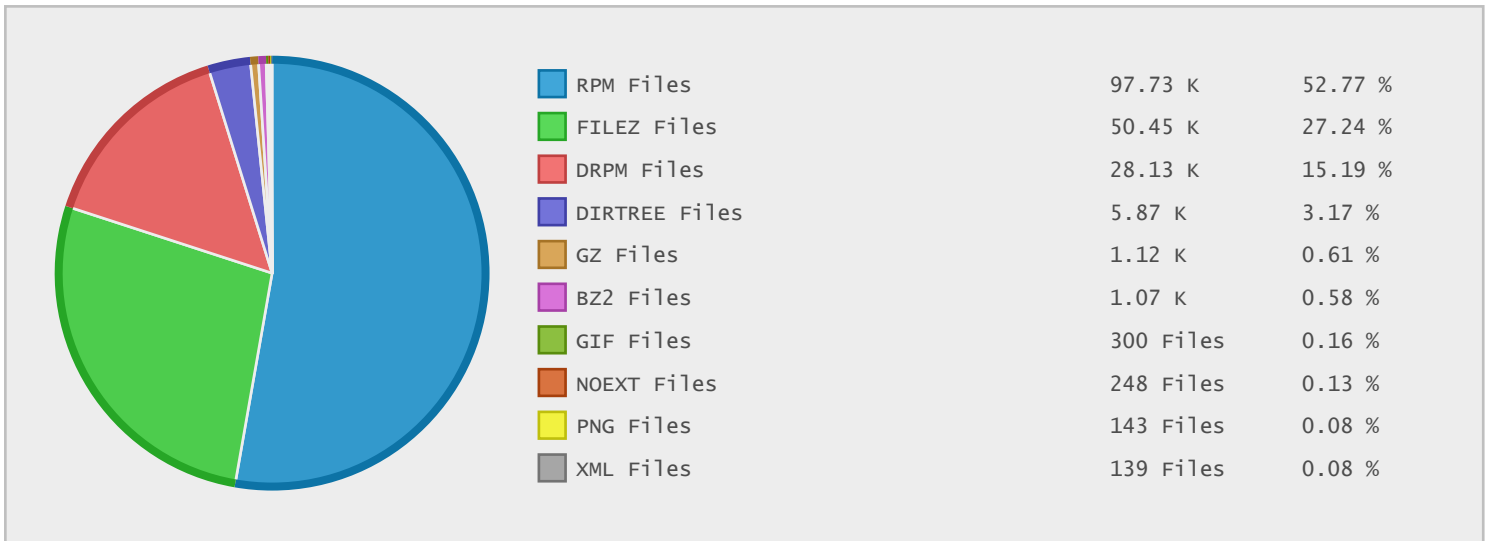 RPM Files 97.73 K 52.77 %
FILEZ Files 50.45 K 27.24 %
DRPM Files 28.13 K 15.19 %
DIRTREE Files 5.87 K 3.17 %
GZ Files 1.12 K 0.61 %
BZ2 Files 1.07 K 0.58 %
GIF Files 300 Files 0.16 %
NOEXT Files 248 Files 0.13 %
PNG Files 143 Files 0.08 %
XML Files 139 Files 0.08 %